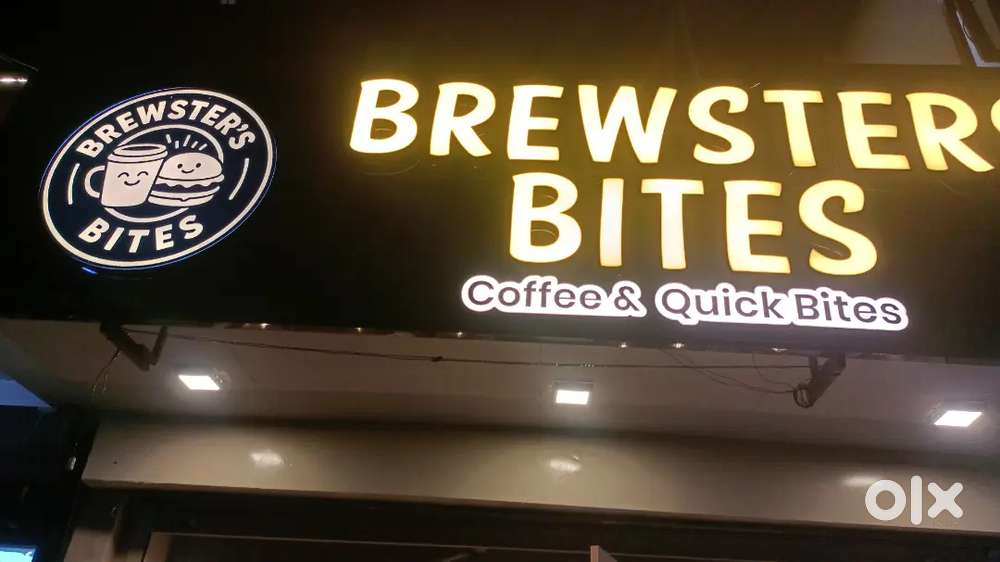 BREWSTER'S
BITES
BREWSTERS
BITES
Coffee & Quick Bites
olx